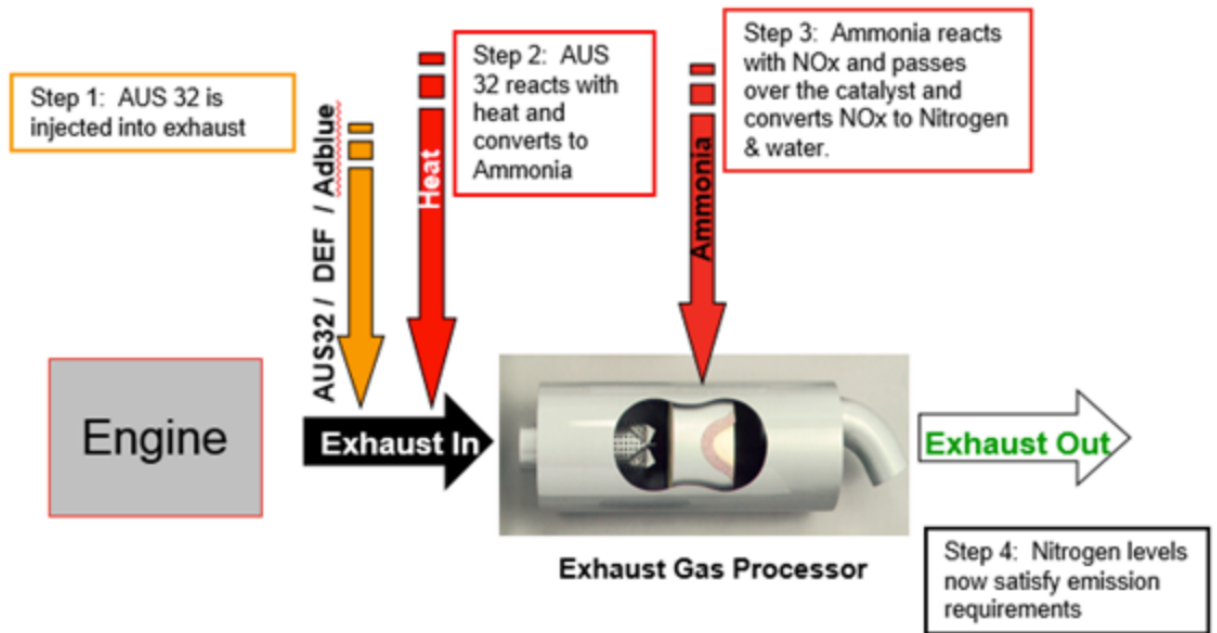 Step 1: AUS 32 is
injected into exhaust
AUS32 / DEF / Adblue
Heat
Step 2: AUS
32 reacts with
heat and
converts to
Ammonia
Ammonia
Step 3: Ammonia reacts
with NOx and passes
over the catalyst and
converts NOx to Nitrogen
& water.
Engine
Exhaust In
Exhaust Out
Exhaust Gas Processor
Step 4: Nitrogen levels
now satisfy emission
requirements